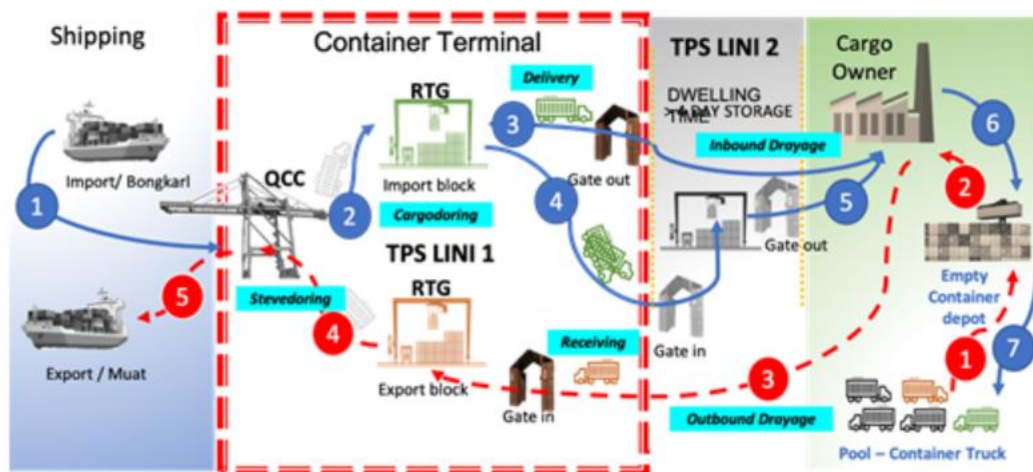 Shipping
Container Terminal
TPS LINI 2
Cargo
Owner
Delivery
RTG
RTG
DWELLING
TIME
> 4 DAY STORAGE
Inbound Drayage
Import/ Bongkarl
QCC
Import block
Gate out
Cargodoring
1
2
3
4
5
6
2
TPS LINI 1
Gate out
Empty
Container
depot
Stevedoring
5
4
Receiving
Gate in
3
1
7
Export / Muat
Export block
Gate in
Outbound Drayage
Pool – Container Truck